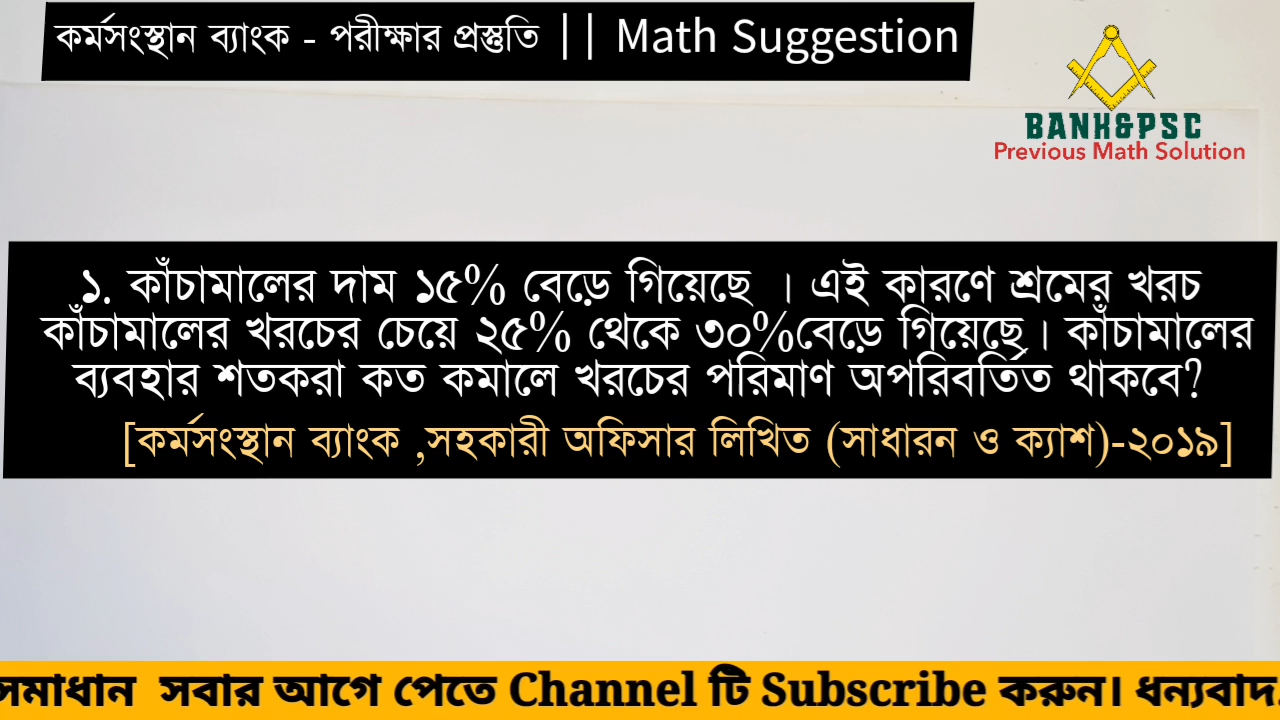 কর্মসংস্থান ব্যাংক - পরীক্ষার প্রস্তুতি || Math Suggestion
BANK&PSC
Previous Math Solution
১. কাঁচামালের দাম ১৫% বেড়ে গিয়েছে । এই কারণে শ্রমের খরচ
কাঁচামালের খরচের চেয়ে ২৫% থেকে ৩০%বেড়ে গিয়েছে। কাঁচামালের
ব্যবহার শতকরা কত কমালে খরচের পরিমাণ অপরিবর্তিত থাকবে?
[কর্মসংস্থান ব্যাংক ,সহকারী অফিসার লিখিত (সাধারন ও ক্যাশ)-২০১৯]
সমাধান সবার আগে পেতে Channel টি Subscribe করুন। ধন্যবাদ.